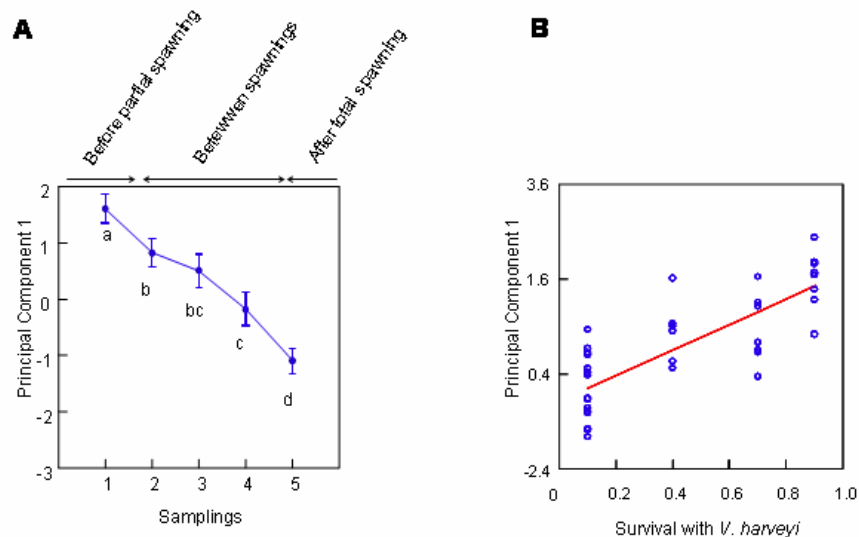 A
Before partial spawning
Betewwen spawnings
After total spawning
2
1
0
-1
-2
-3
Principal Component 1
a
b
bc
c
d
1 2 3 4 5
Samplings
B
3.6
1.6
0.4
-2.4
Principal Component 1
0 0.2 0.4 0.6 0.8 1.0
Survival with V. harveyi